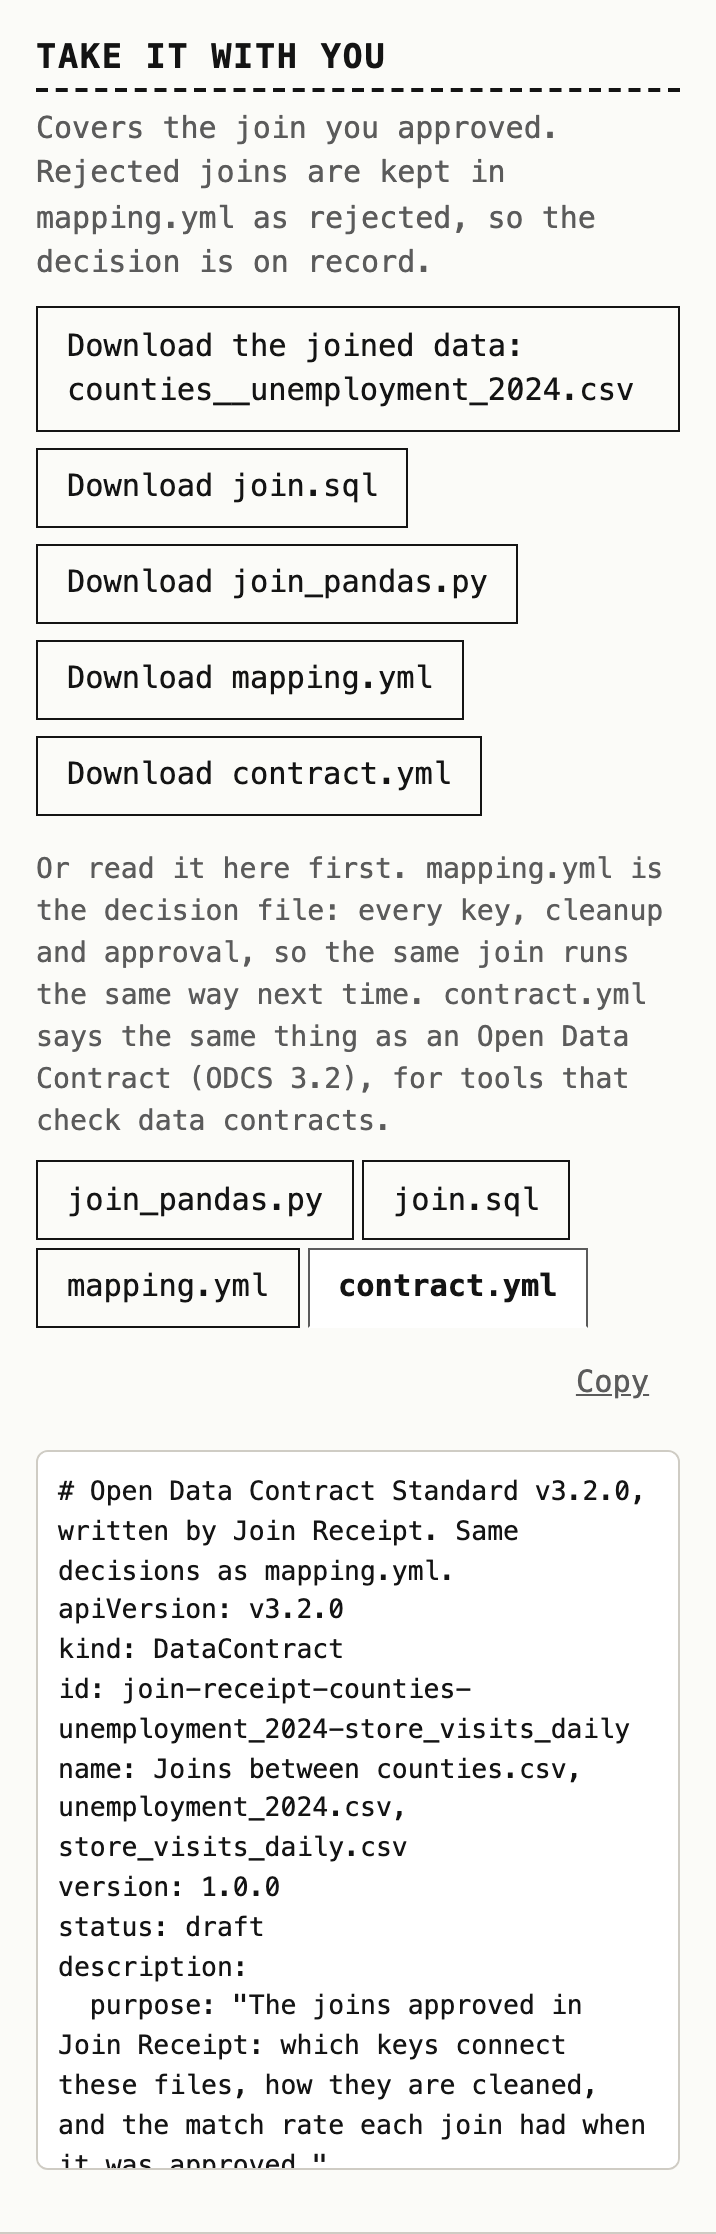 TAKE IT WITH YOU
Covers the join you approved.
Rejected joins are kept in
mapping.yml as rejected, so the
decision is on record.
Download the joined data:
counties__unemployment_2024.csv
Download join.sql
Download join_pandas.py
Download mapping.yml
Download contract.yml
Or read it here first. mapping.yml is
the decision file: every key, cleanup
and approval, so the same join runs
the same way next time. contract.yml
says the same thing as an Open Data
Contract (ODCS 3.2), for tools that
check data contracts.
join_pandas.py
join.sql
mapping.yml
contract.yml
Copy
# Open Data Contract Standard v3.2.0,
written by Join Receipt. Same
decisions as mapping.yml.
apiVersion: v3.2.0
kind: DataContract
id: join-receipt-counties-
unemployment_2024-store_visits_daily
name: Joins between counties.csv,
unemployment_2024.csv,
store_visits_daily.csv
version: 1.0.0
status: draft
description:
  purpose: "The joins approved in
Join Receipt: which keys connect
these files, how they are cleaned,
and the match rate each join had when
it was approved."